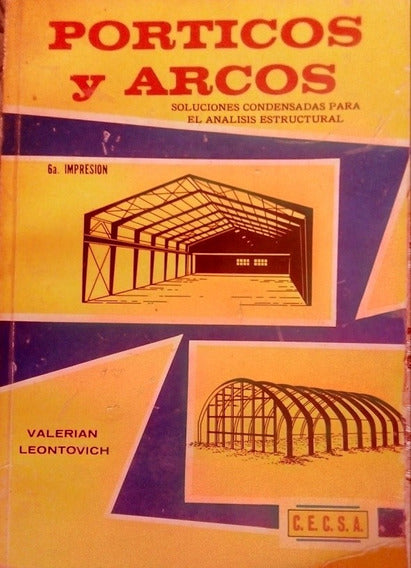 PORTICOS
y ARCOS
SOLUCIONES CONDENSADAS PARA
EL ANALISIS ESTRUCTURAL
6a. IMPRESION
VALERIAN
LEONTOVICH
C.E.C.S.A.